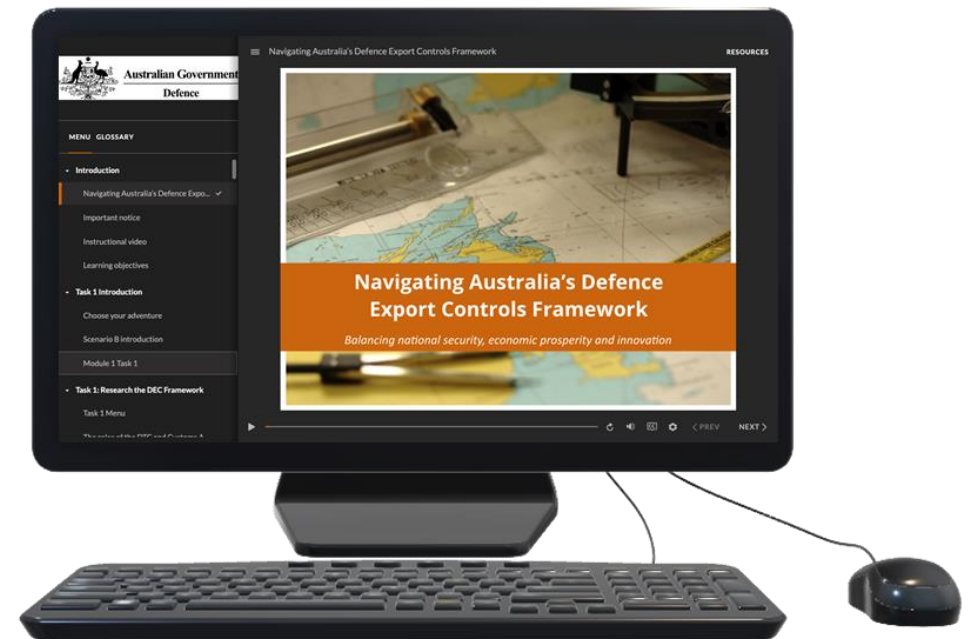 Australian Government
Defence
MENU GLOSSARY
Introduction
Navigating Australia's Defence Expo...
Important notice
Instructional video
Learning objectives
Task 1 Introduction
Choose your adventure
Scenario B introduction
Module 1 Task 1
Task 1: Research the DEC Framework
Task 1 Menu
Navigating Australia's Defence Export Controls Framework
RESOURCES
Navigating Australia's Defence
Export Controls Framework
Balancing national security, economic prosperity and innovation
< PREV
NEXT >